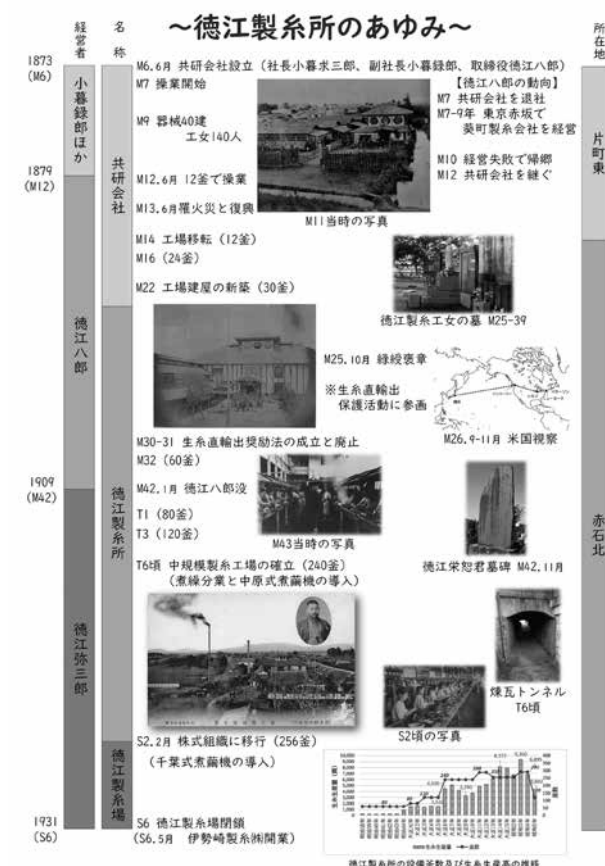 ～徳江製糸所のあゆみ～
経営者
名称
所在地
1873
(M6)
小暮録郎ほか
1879
(M12)
徳江八郎
1909
(M42)
徳江弥三郎
1931
(S6)
共研会社
徳江製糸所
徳江製糸場
片町東
赤石北
M6.6月 共研会社設立（社長小暮求三郎、副社長小暮録郎、取締役徳江八郎）
M7 操業開始
M9 器械40建
工女140人
M12.6月 12釜で操業
M13.6月罹火災と復興
M11当時の写真
【徳江八郎の動向】
M7 共研会社を退社
M7-9年 東京赤坂で
葵町製糸会社を経営
M10 経営失敗で帰郷
M12 共研会社を継ぐ
M14 工場移転（12釜）
M16（24釜）
M22 工場建屋の新築（30釜）
徳江製糸工女の墓 M25-39
M25.10月 緑綬褒章
※生糸直輸出
保護活動に参画
M26.9-11月 米国視察
M30-31 生糸直輸出奨励法の成立と廃止
M32（60釜）
M42.1月 徳江八郎没
T1（80釜）
T3（120釜）
M43当時の写真
徳江栄恕君墓碑 M42.11月
T6頃 中規模製糸工場の確立（240釜）
（煮繰分業と中原式煮繭機の導入）
煉瓦トンネル
T6頃
S2頃の写真
S2.2月 株式組織に移行（256釜）
（千葉式煮繭機の導入）
S6 徳江製糸場閉鎖
(S6.5月 伊勢崎製糸㈱開業)
徳江製糸所の設備釜数及び生糸生産高の推移